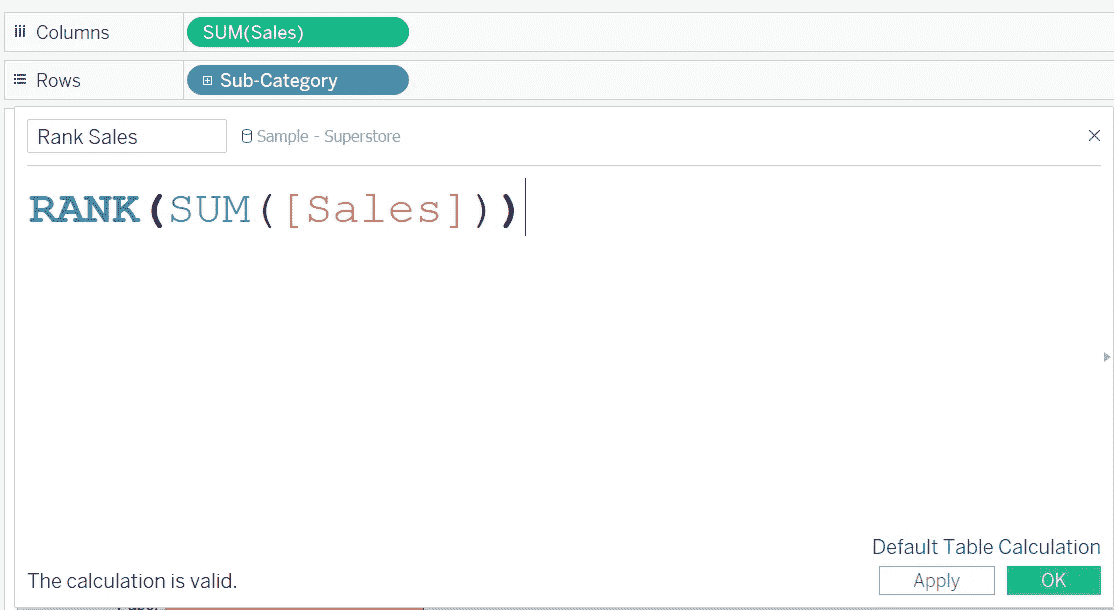 Columns
SUM(Sales)
Rows
Sub-Category
Rank Sales
Sample - Superstore
RANK(SUM([Sales]))
Default Table Calculation
The calculation is valid.
Apply
OK